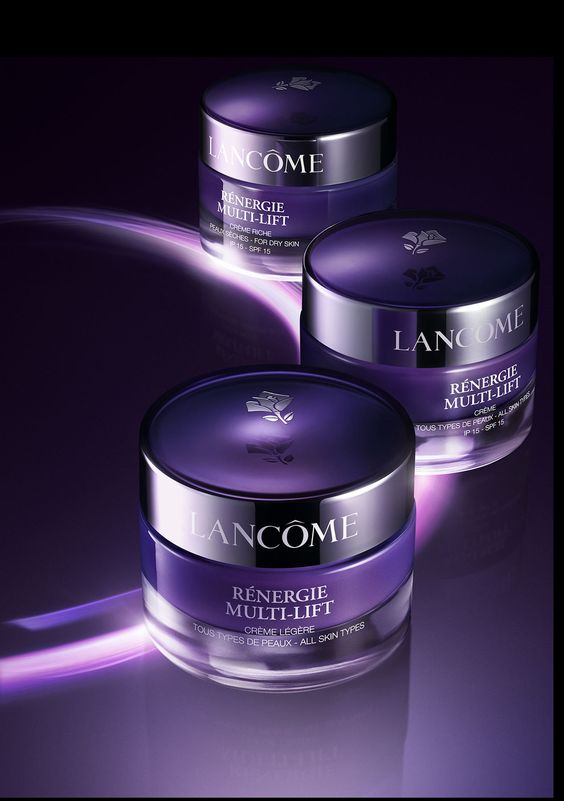 LANCÔME
RÉNERGIE
MULTI-LIFT
CRÈME RICHE
PEAUX SÈCHES - FOR DRY SKIN
IP 15 - SPF 15
LANCÔME
RÉNERGIE
MULTI-LIFT
CRÈME
TOUS TYPES DE PEAUX - ALL SKIN TYPES
IP 15 - SPF 15
LANCÔME
RÉNERGIE
MULTI-LIFT
CRÈME LÉGÈRE
TOUS TYPES DE PEAUX - ALL SKIN TYPES